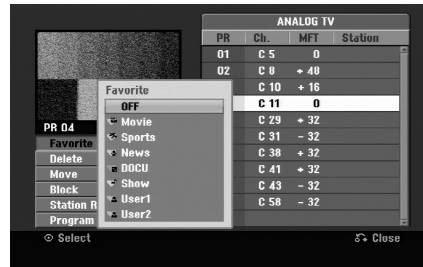 ANALOG TV
PR Ch. MFT Station
01 C 5 0
02 C 8 + 48
C 10 + 16
C 11 0
C 29 + 32
C 31 - 32
C 38 + 32
C 41 + 32
C 43 - 32
C 58 - 32
PR 04
Favorite
Delete
Move
Block
Station R
Program
Favorite
OFF
Movie
Sports
News
DOCU
Show
User1
User2
Select
Close